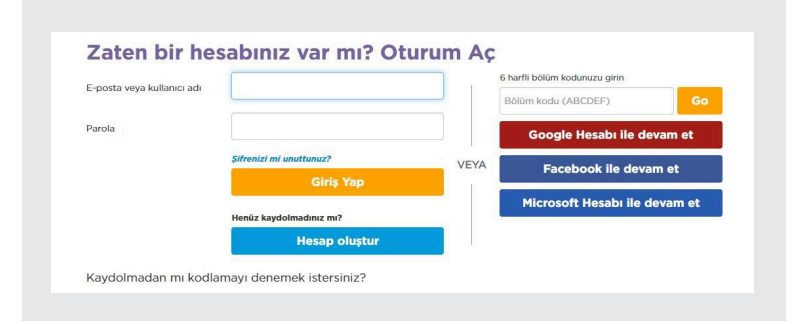 Zaten bir hesabınız var mı? Oturum Aç
E-posta veya kullanıcı adı
Parola
Şifrenizi mi unuttunuz?
Giriş Yap
Henüz kaydolmadınız mı?
Hesap oluştur
VEYA
6 harfli bölüm kodunuzu girin
Bölüm kodu (ABCDEF)
Go
Google Hesabı ile devam et
Facebook ile devam et
Microsoft Hesabı ile devam et
Kaydolmadan mı kodlamayı denemek istersiniz?